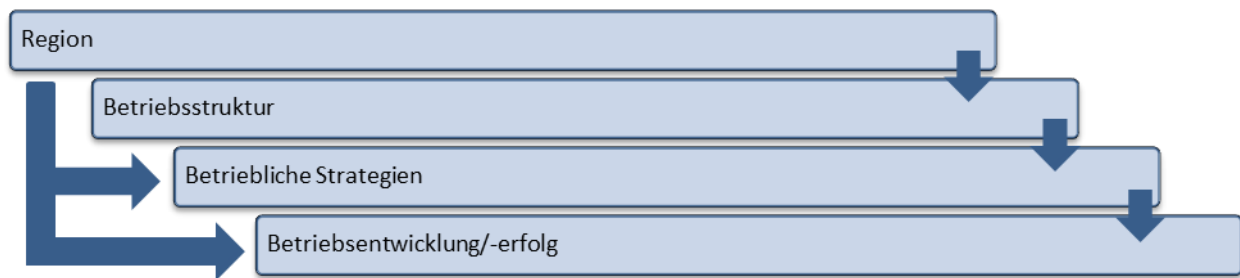 Region
Betriebsstruktur
Betriebliche Strategien
Betriebsentwicklung/-erfolg